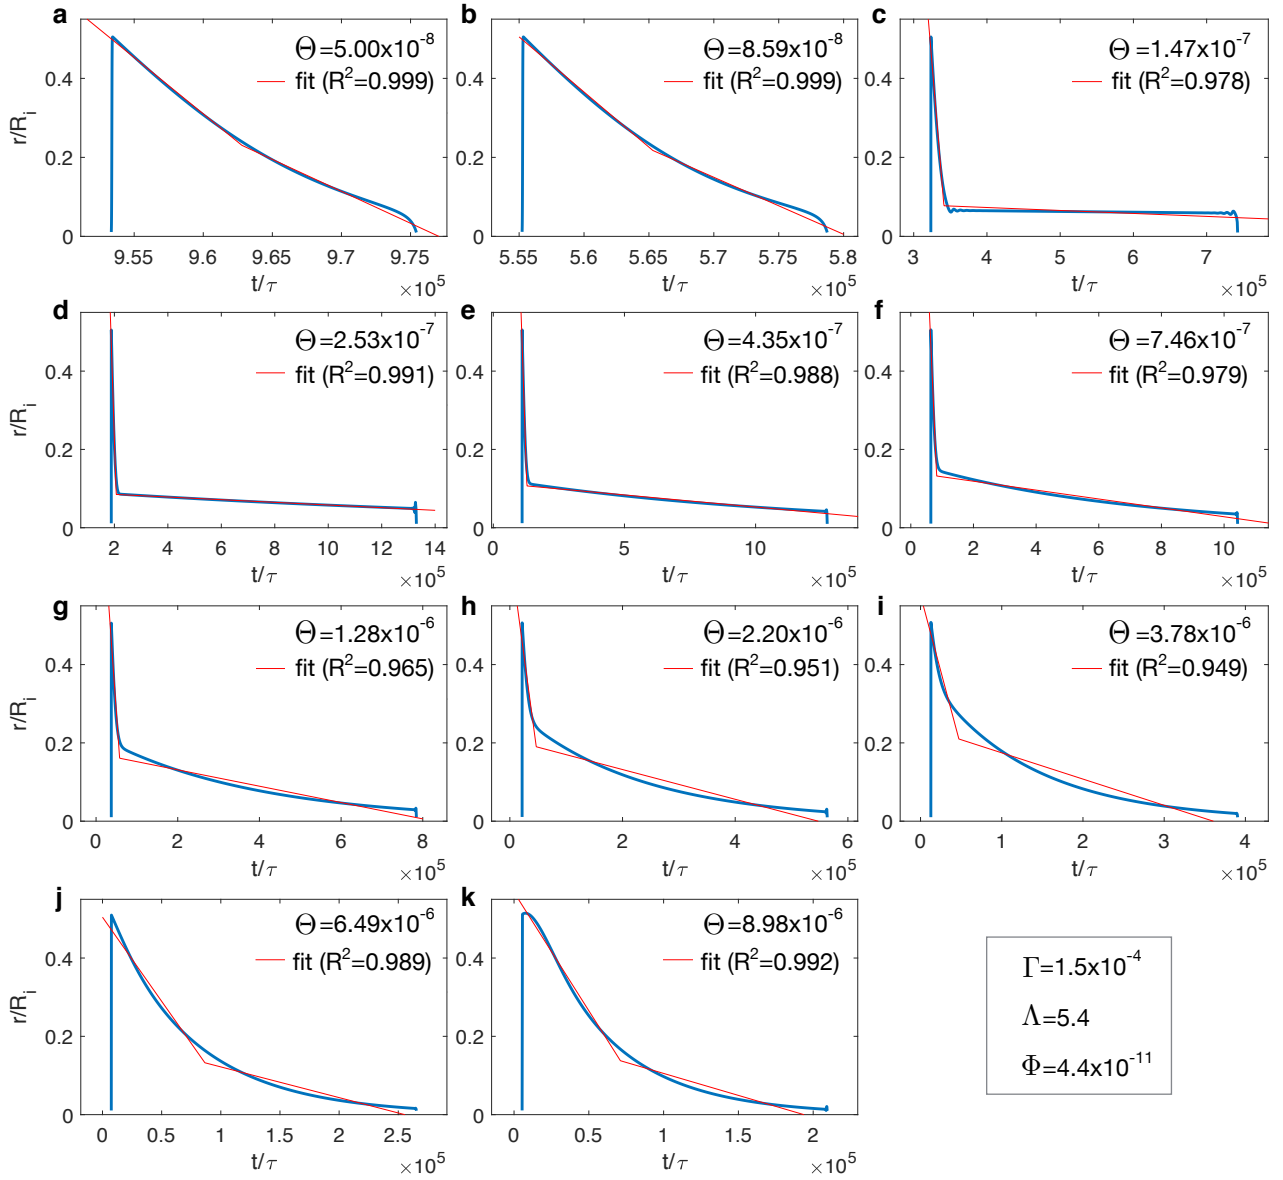 a
Θ=5.00x10^-8
fit (R^2=0.999)
r/R_i
0.4
0.2
0
9.55 9.6 9.65 9.7 9.75
t/τ
×10^5
b
Θ=8.59x10^-8
fit (R^2=0.999)
0.4
0.2
0
5.55 5.56 5.57 5.58 5.59 5.8
t/τ
×10^5
c
Θ=1.47x10^-7
fit (R^2=0.978)
0.4
0.2
0
3 4 5 6 7
t/τ
×10^5
d
Θ=2.53x10^-7
fit (R^2=0.991)
r/R_i
0.4
0.2
0
2 4 6 8 10 12 14
t/τ
×10^5
e
Θ=4.35x10^-7
fit (R^2=0.988)
0.4
0.2
0
0 5 10
t/τ
×10^5
f
Θ=7.46x10^-7
fit (R^2=0.979)
0.4
0.2
0
0 2 4 6 8 10
t/τ
×10^5
g
Θ=1.28x10^-6
fit (R^2=0.965)
r/R_i
0.4
0.2
0
0 2 4 6 8
t/τ
×10^5
h
Θ=2.20x10^-6
fit (R^2=0.951)
0.4
0.2
0
0 2 4 6
t/τ
×10^5
i
Θ=3.78x10^-6
fit (R^2=0.949)
0.4
0.2
0
0 1 2 3 4
t/τ
×10^5
j
Θ=6.49x10^-6
fit (R^2=0.989)
r/R_i
0.4
0.2
0
0 0.5 1 1.5 2 2.5
t/τ
×10^5
k
Θ=8.98x10^-6
fit (R^2=0.992)
0.4
0.2
0
0 0.5 1 1.5 2
t/τ
×10^5
Γ=1.5x10^-4
Λ=5.4
Φ=4.4x10^-11